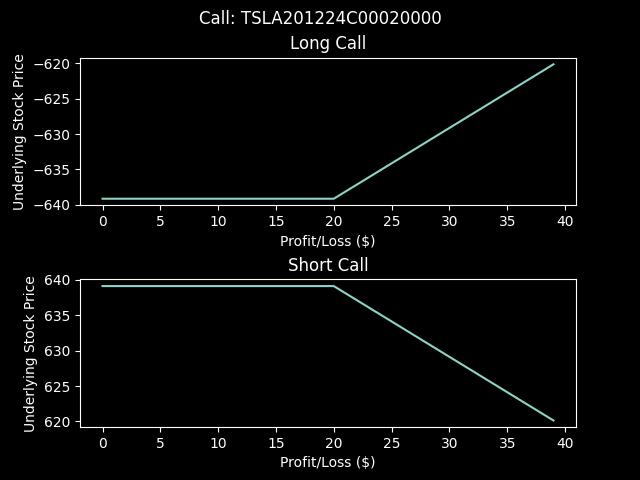 Call: TSLA201224C00020000
Long Call
Underlying Stock Price
−620
−625
−630
−635
−640
0 5 10 15 20 25 30 35 40
Profit/Loss ($)
Short Call
Underlying Stock Price
640
635
630
625
620
0 5 10 15 20 25 30 35 40
Profit/Loss ($)